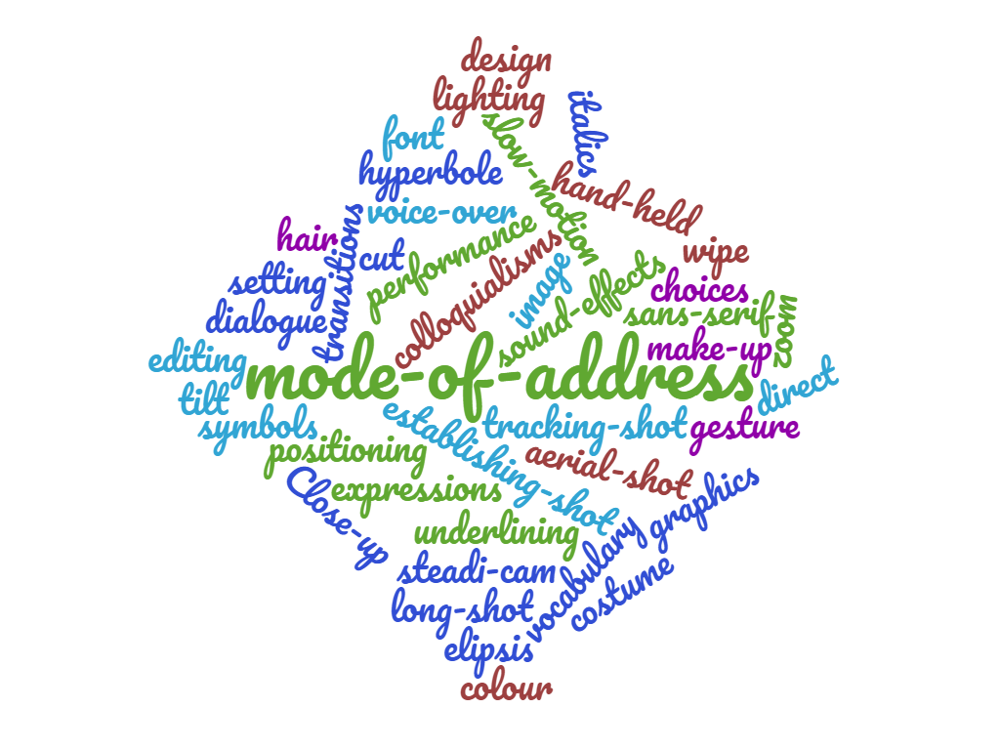 design
lighting
italics
font
slow-motion
hyperbole
hand-held
voice-over
hair
transitions
cut
performance
colloquialisms
image
sound-effects
wipe
setting
choices
dialogue
sans-serif
zoom
make-up
editing
mode-of-address
direct
tilt
symbols
establishing-shot
tracking-shot
gesture
positioning
aerial-shot
Close-up
expressions
graphics
underlining
vocabulary
steadi-cam
costume
long-shot
elipsis
colour